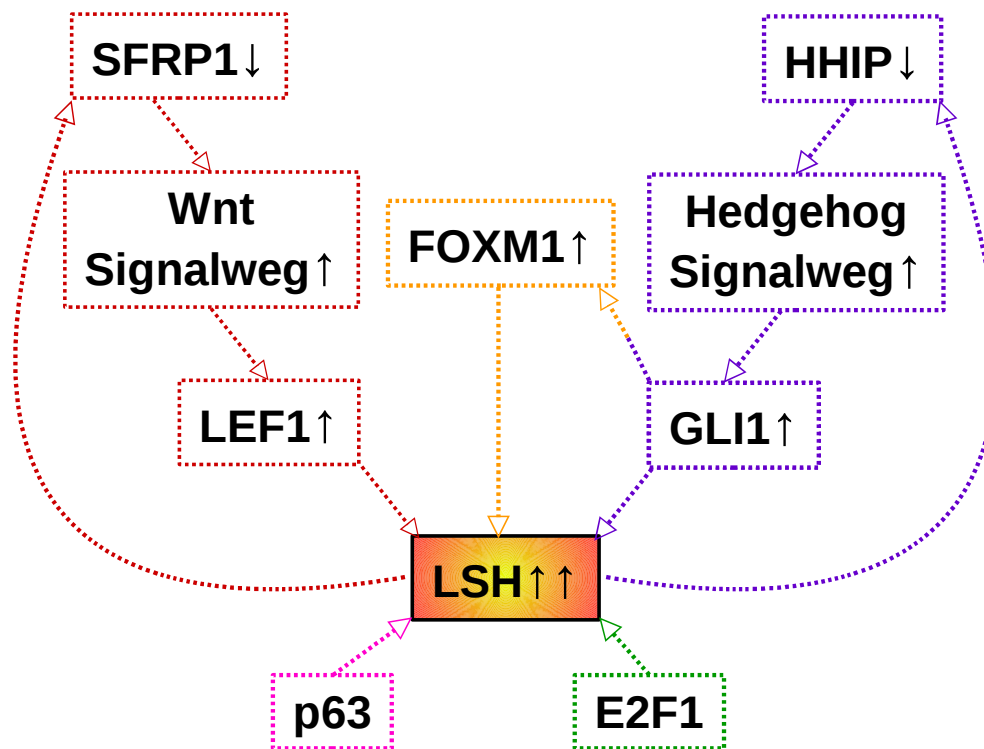 SFRP1↓
HHIP↓
Wnt
Signalweg↑
FOXM1↑
Hedgehog
Signalweg↑
LEF1↑
GLI1↑
LSH↑↑
p63
E2F1